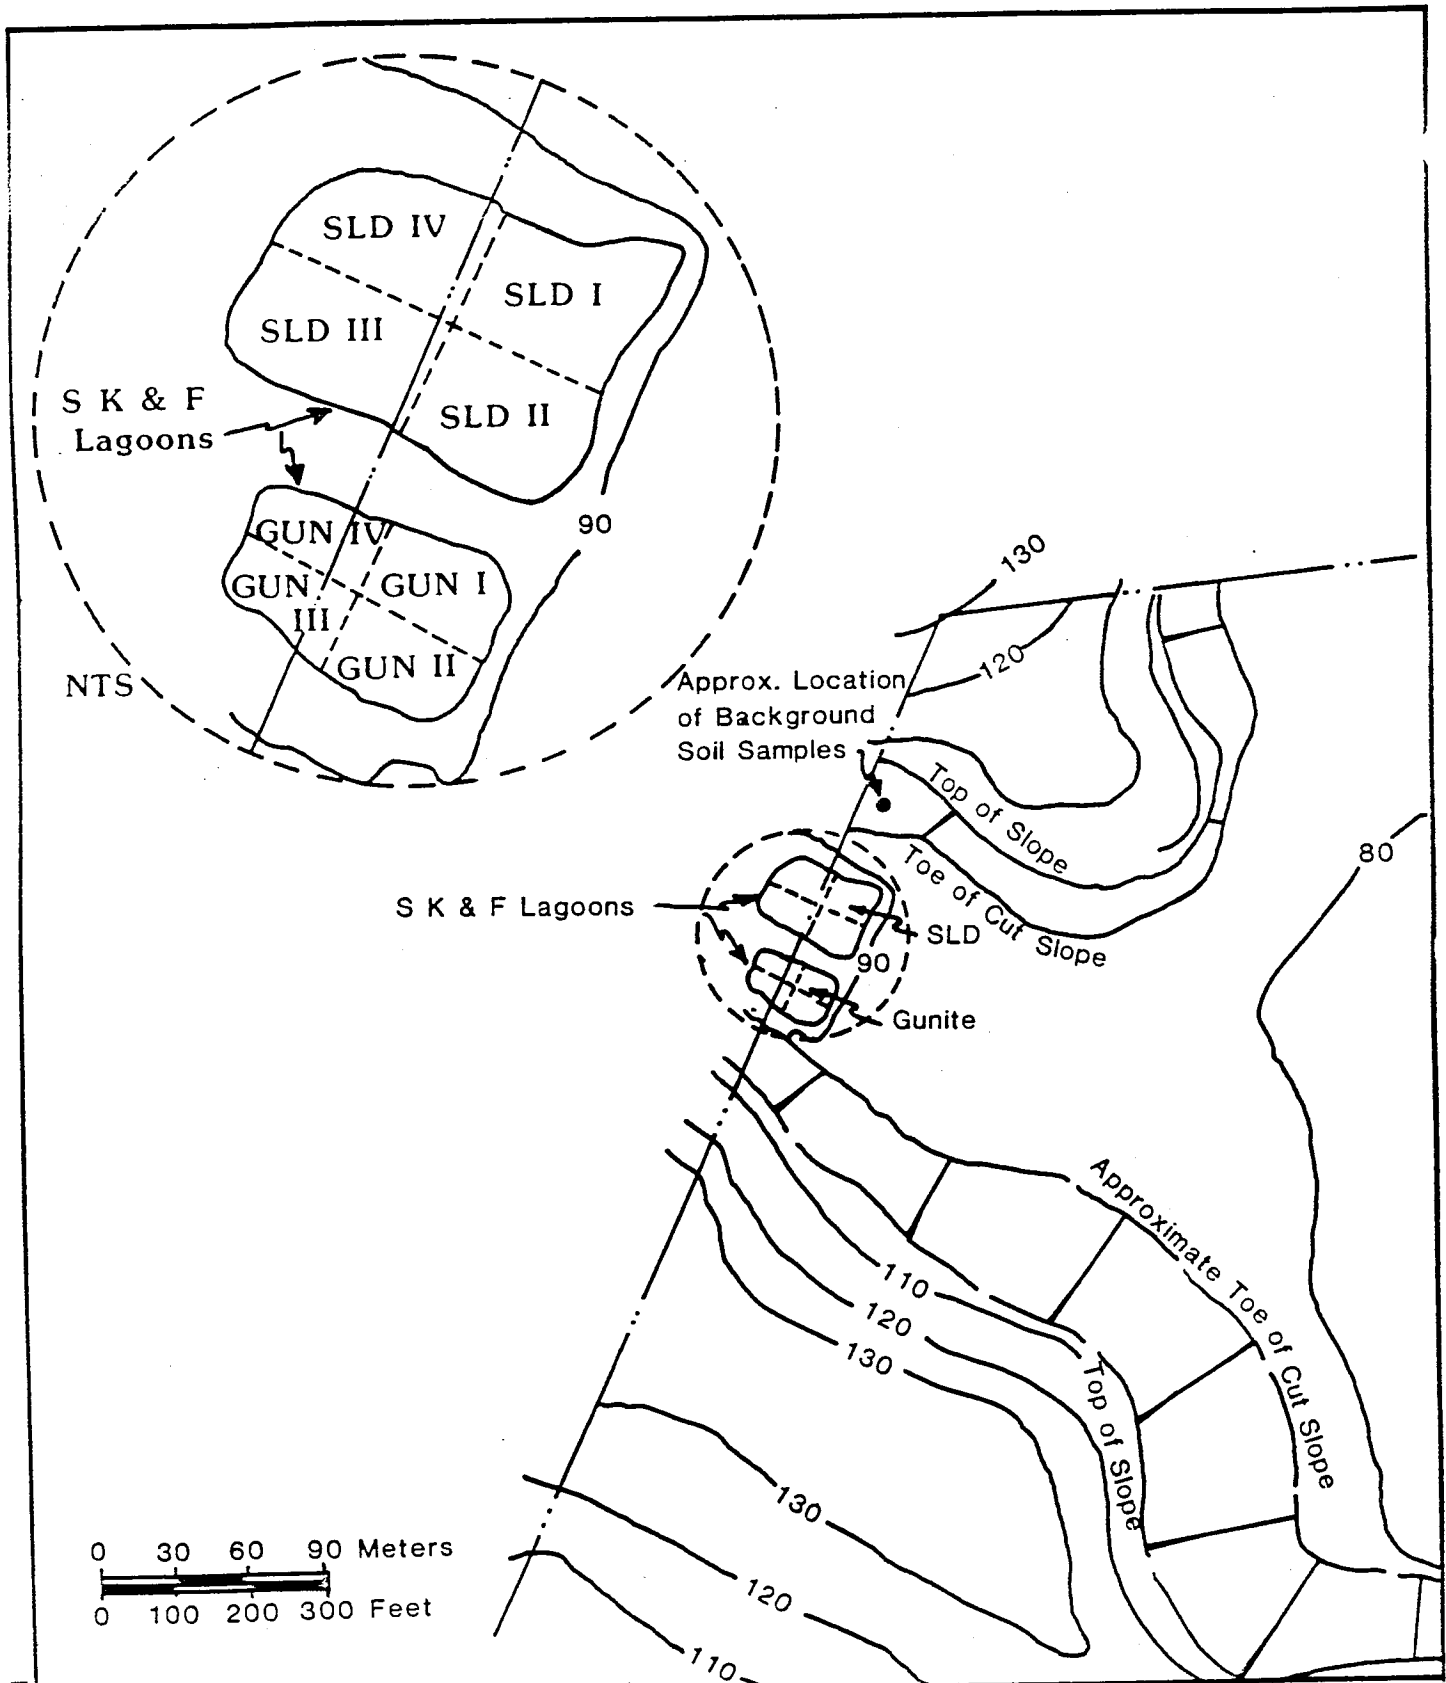 SLD IV
SLD I
SLD III
SLD II
S K & F
Lagoons
GUN IV
GUN I
GUN
III
GUN II
90
NTS
130
120
Approx. Location
of Background
Soil Samples
Top of Slope
Toe of Cut Slope
80
S K & F Lagoons
SLD
90
Gunite
Approximate Toe of Cut Slope
110
120
130
Top of Slope
130
120
110
0 30 60 90 Meters
0 100 200 300 Feet